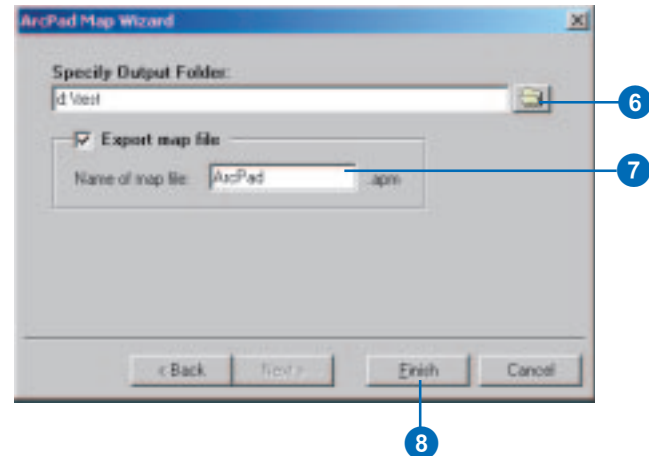 ArcPad Map Wizard
Specify Output Folder:
d:\test
6
Export map file
Name of map file: ArcPad .apm
7
< Back Next > Finish Cancel
8